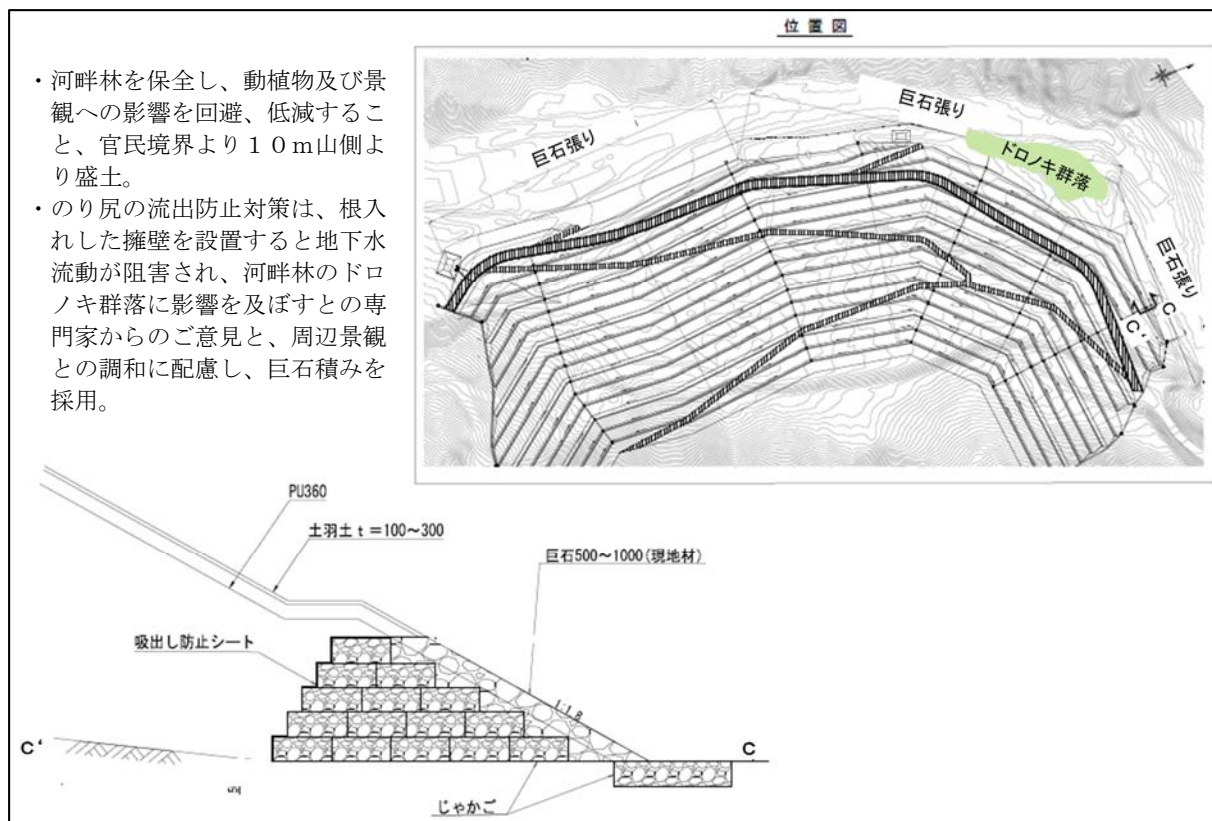 位置図
・河畔林を保全し、動植物及び景
観への影響を回避、低減するこ
と、官民境界より１０ｍ山側よ
り盛土。
・のり尻の流出防止対策は、根入
れした擁壁を設置すると地下水
流動が阻害され、河畔林のドロ
ノキ群落に影響を及ぼすとの専
門家からのご意見と、周辺景観
との調和に配慮し、巨石積みを
採用。
巨石張り
巨石張り
ドロノキ群落
巨石張り
C
C'
PU360
土羽土 t＝100～300
巨石500～1000(現地材)
吸出し防止シート
1:1.8
C'
C
じゃかご